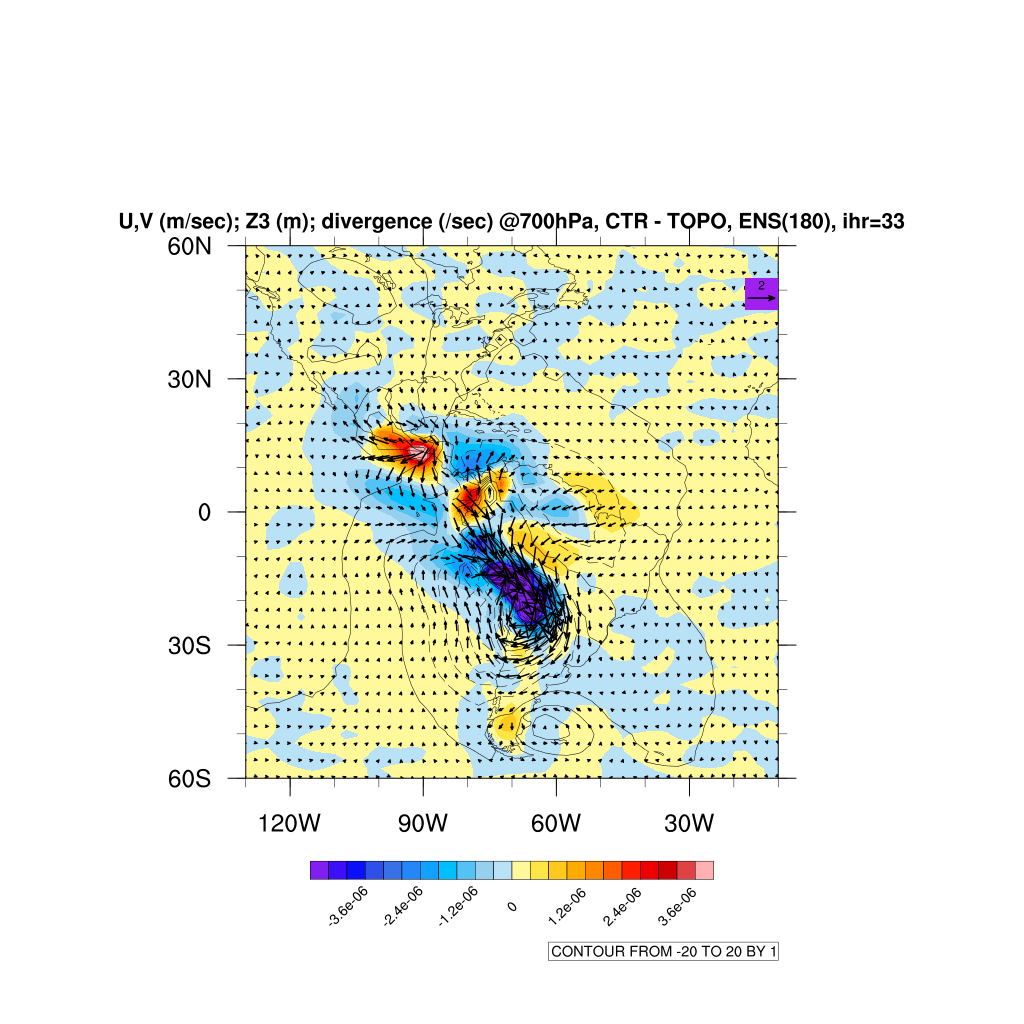 U,V (m/sec); Z3 (m); divergence (/sec) @700hPa, CTR - TOPO, ENS(180), ihr=33
60N
2
30N
0
30S
60S
120W 90W 60W 30W
-3.6e-06 -2.4e-06 -1.2e-06 0 1.2e-06 2.4e-06 3.6e-06
CONTOUR FROM -20 TO 20 BY 1